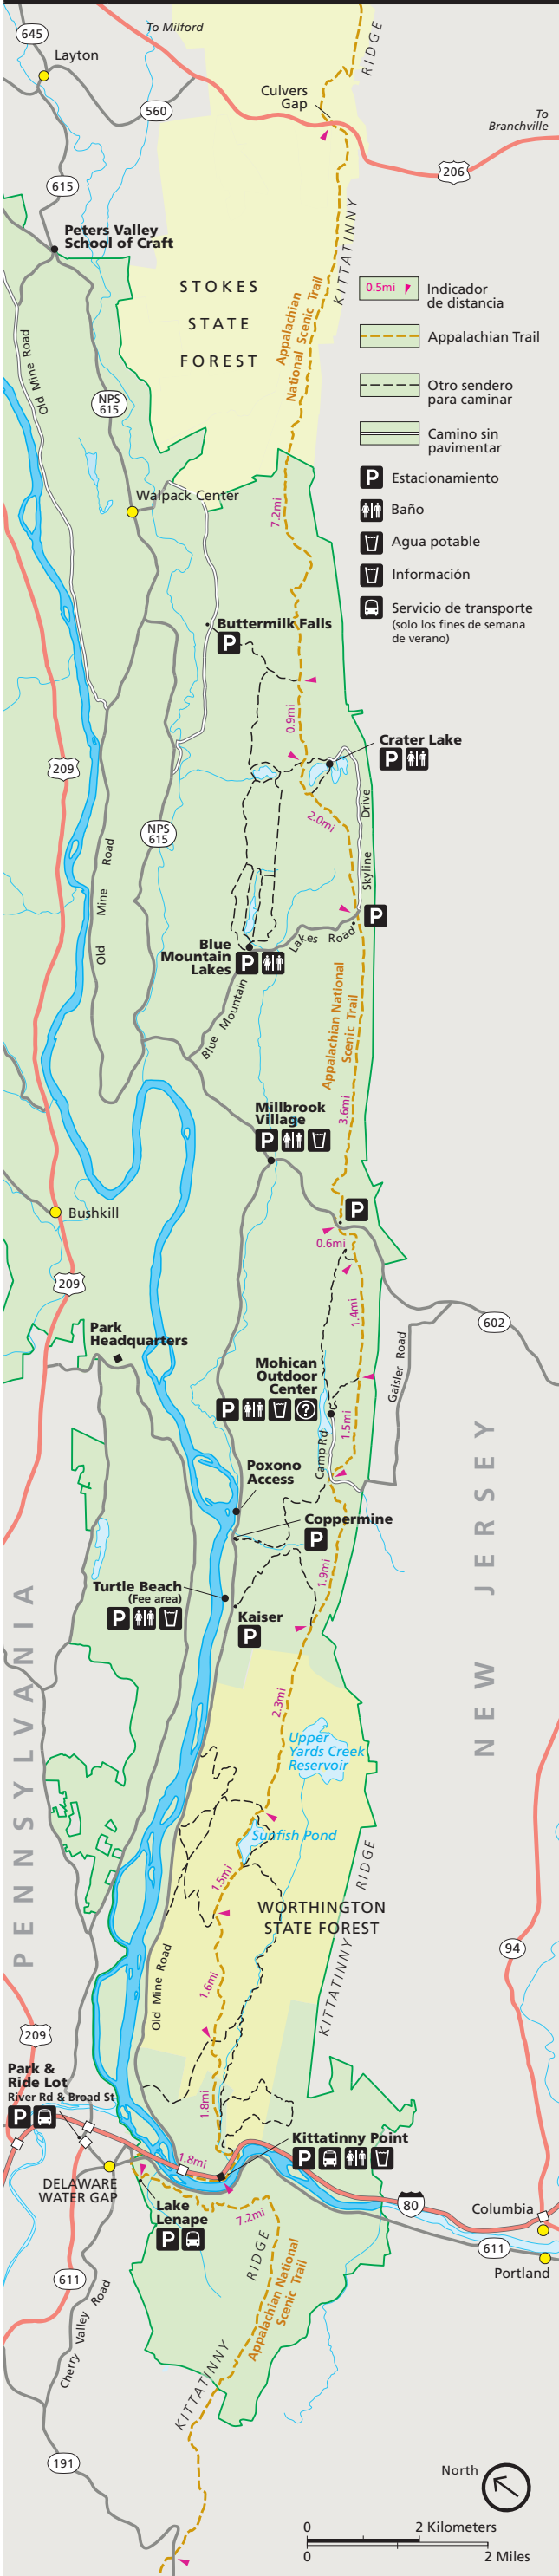 645
To Milford
Layton
RIDGE
Culvers
Gap
560
To
Branchville
206
615
Peters Valley
School of Craft
KITTATINNY
STOKES
STATE
FOREST
Appalachian
National Scenic Trail
0.5mi
Indicador
de distancia
Appalachian Trail
Otro sendero
para caminar
Camino sin
pavimentar
P
Estacionamiento
Baño
Agua potable
Información
Servicio de transporte
(solo los fines de semana
de verano)
Old Mine Road
NPS
615
Walpack Center
7.2mi
Buttermilk Falls
P
0.9mi
Crater Lake
P
209
2.0mi
Skyline Drive
NPS
615
Old Mine Road
P
Blue
Mountain
Lakes
P
Blue Mountain Lakes Road
Appalachian National
Scenic Trail
3.6mi
Millbrook
Village
P
P
Bushkill
0.6mi
209
1.4mi
602
Park
Headquarters
Gaisler Road
Mohican
Outdoor
Center
P
?
1.5mi
Camp Rd
Poxono
Access
Coppermine
P
1.9mi
Turtle Beach
(Fee area)
P
Kaiser
P
PENNSYLVANIA
NEW JERSEY
2.3mi
Upper
Yards Creek
Reservoir
Sunfish Pond
1.5mi
RIDGE
WORTHINGTON
STATE FOREST
KITTATINNY
94
Old Mine Road
1.6mi
209
Park &
Ride Lot
River Rd & Broad St
P
1.8mi
1.8mi
Kittatinny Point
P
DELAWARE
WATER GAP
Lake
Lenape
P
7.2mi
80
Columbia
611
Portland
611
RIDGE
Appalachian National
Scenic Trail
Cherry Valley Road
KITTATINNY
191
North
0
2 Kilometers
0
2 Miles